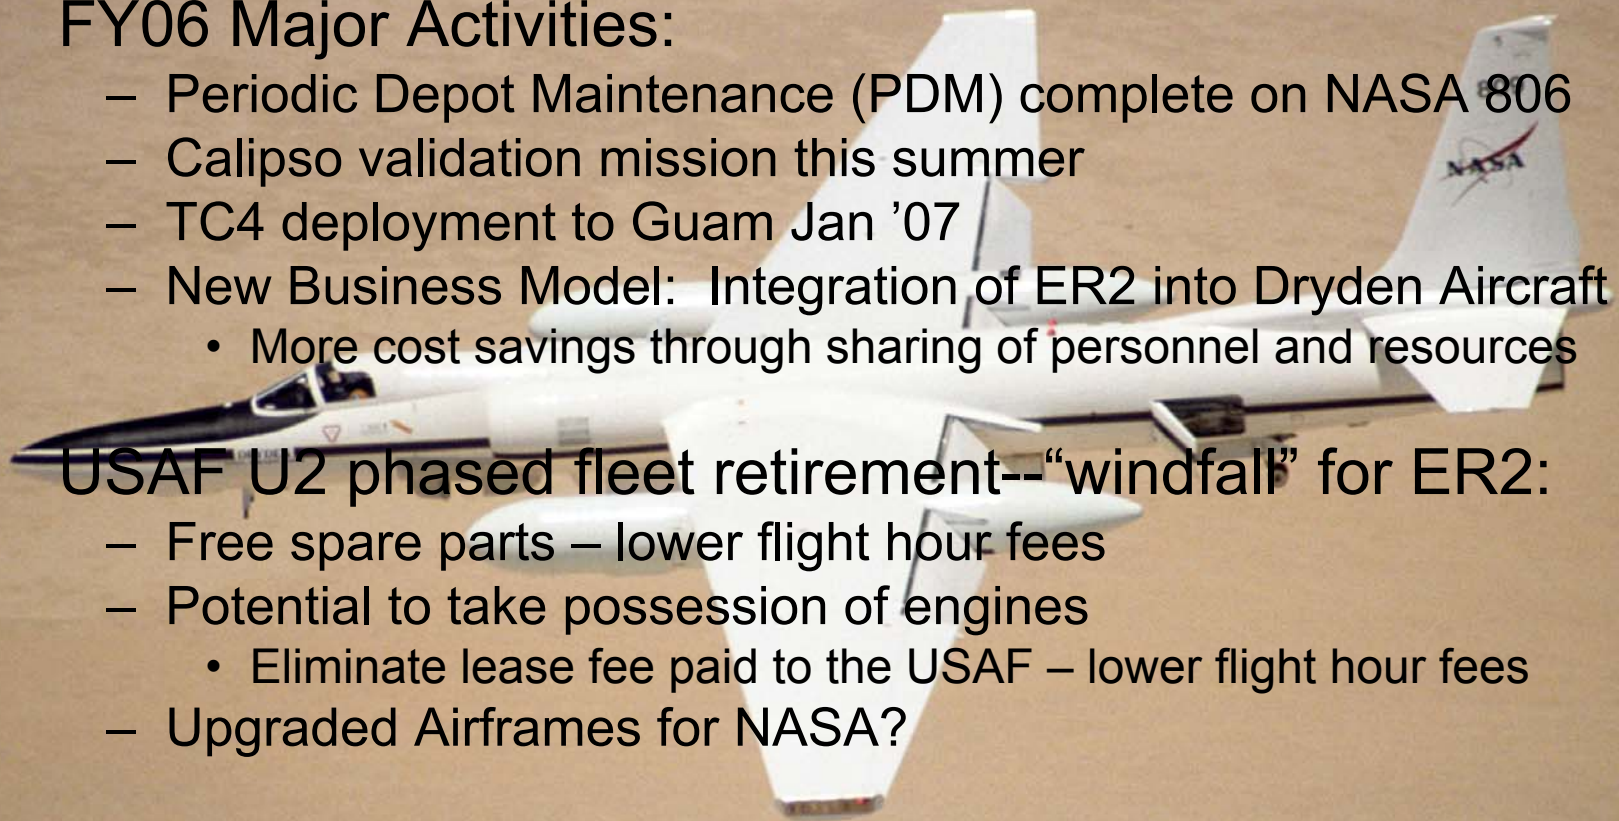 FY06 Major Activities:
– Periodic Depot Maintenance (PDM) complete on NASA 806
– Calipso validation mission this summer
– TC4 deployment to Guam Jan ’07
– New Business Model:  Integration of ER2 into Dryden Aircraft
• More cost savings through sharing of personnel and resources
USAF U2 phased fleet retirement--“windfall” for ER2:
– Free spare parts – lower flight hour fees
– Potential to take possession of engines
• Eliminate lease fee paid to the USAF – lower flight hour fees
– Upgraded Airframes for NASA?
NASA